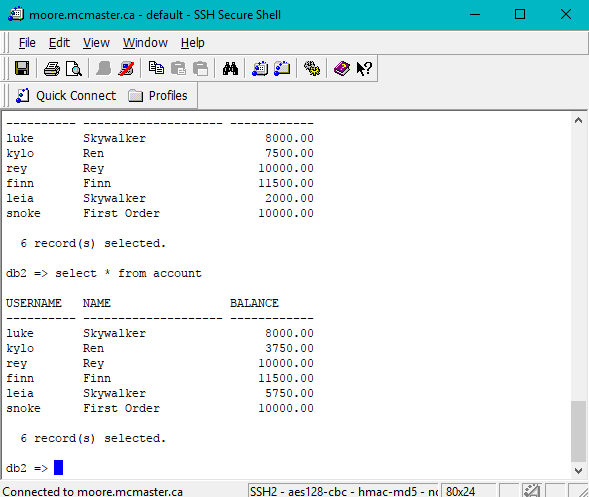 moore.mcmaster.ca - default - SSH Secure Shell
File Edit View Window Help
Quick Connect Profiles
---------- -------------------- ------------
luke       Skywalker                 8000.00
kylo       Ren                       7500.00
rey        Rey                      10000.00
finn       Finn                     11500.00
leia       Skywalker                 2000.00
snoke      First Order              10000.00
  6 record(s) selected.
db2 => select * from account
USERNAME   NAME                 BALANCE
---------- -------------------- ------------
luke       Skywalker                 8000.00
kylo       Ren                       3750.00
rey        Rey                      10000.00
finn       Finn                     11500.00
leia       Skywalker                 5750.00
snoke      First Order              10000.00
  6 record(s) selected.
db2 =>
Connected to moore.mcmaster.ca SSH2 - aes128-cbc - hmac-md5 - 80x24